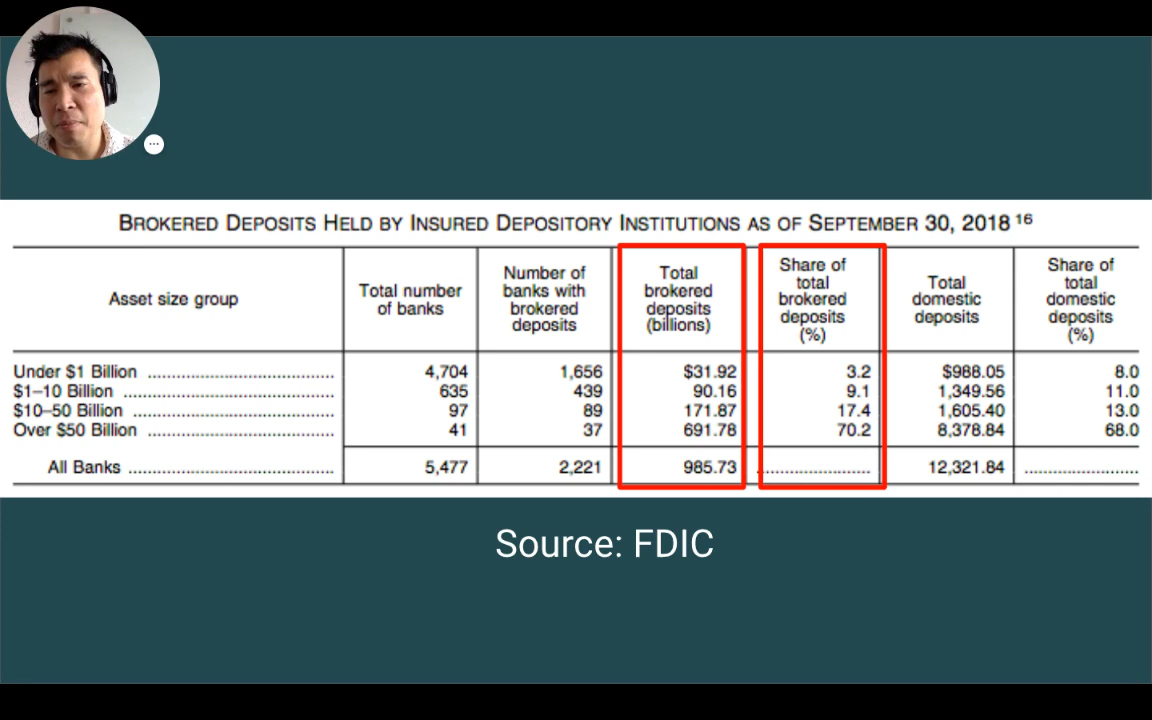 BROKERED DEPOSITS HELD BY INSURED DEPOSITORY INSTITUTIONS AS OF SEPTEMBER 30, 2018 16
Asset size group
Total number
of banks
Number of
banks with
brokered
deposits
Total
brokered
deposits
(billions)
Share of
total
brokered
deposits
(%)
Total
domestic
deposits
Share of
total
domestic
deposits
(%)
Under $1 Billion ................................... 4,704 1,656 $31.92 3.2 $988.05 8.0
$1–10 Billion ....................................... 635 439 90.16 9.1 1,349.56 11.0
$10–50 Billion ..................................... 97 89 171.87 17.4 1,605.40 13.0
Over $50 Billion ................................... 41 37 691.78 70.2 8,378.84 68.0
All Banks ....................................... 5,477 2,221 985.73 ..................... 12,321.84 .....................
Source: FDIC